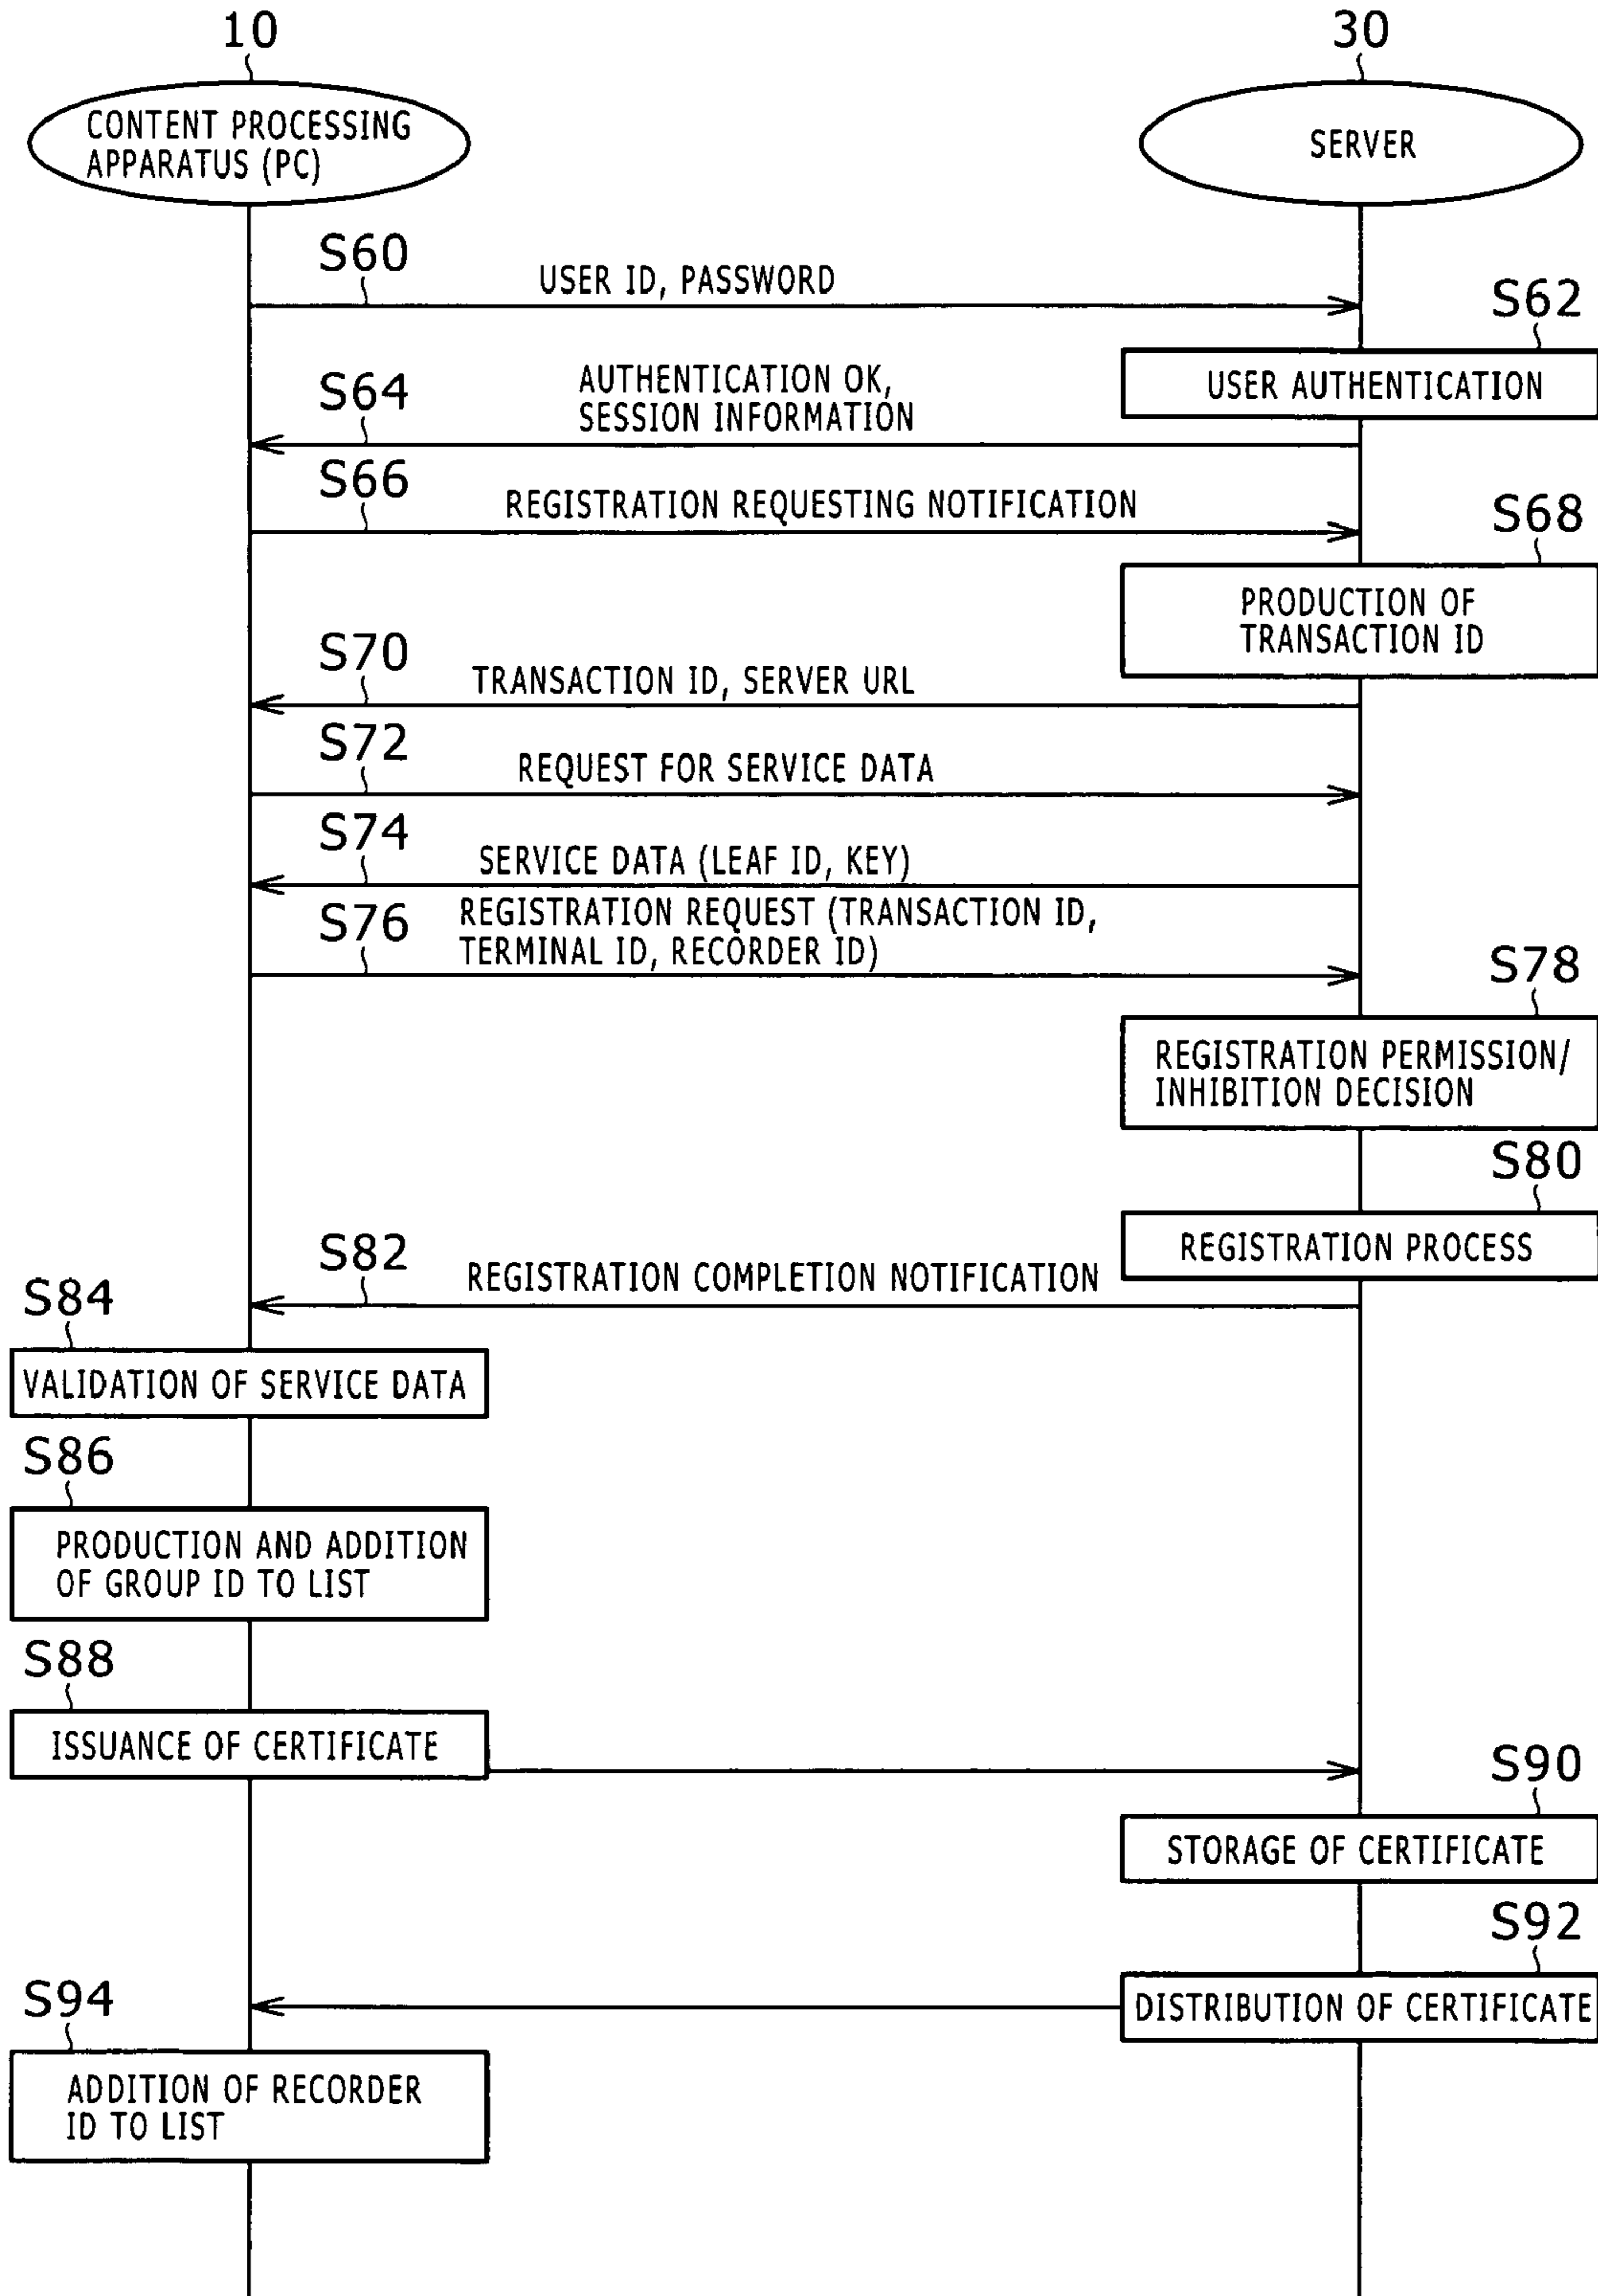 10
30
CONTENT PROCESSING
APPARATUS (PC)
SERVER
S60
USER ID, PASSWORD
S62
USER AUTHENTICATION
S64
AUTHENTICATION OK,
SESSION INFORMATION
S66
REGISTRATION REQUESTING NOTIFICATION
S68
PRODUCTION OF
TRANSACTION ID
S70
TRANSACTION ID, SERVER URL
S72
REQUEST FOR SERVICE DATA
S74
SERVICE DATA (LEAF ID, KEY)
S76
REGISTRATION REQUEST (TRANSACTION ID,
TERMINAL ID, RECORDER ID)
S78
REGISTRATION PERMISSION/
INHIBITION DECISION
S80
REGISTRATION PROCESS
S82
REGISTRATION COMPLETION NOTIFICATION
S84
VALIDATION OF SERVICE DATA
S86
PRODUCTION AND ADDITION
OF GROUP ID TO LIST
S88
ISSUANCE OF CERTIFICATE
S90
STORAGE OF CERTIFICATE
S92
DISTRIBUTION OF CERTIFICATE
S94
ADDITION OF RECORDER
ID TO LIST